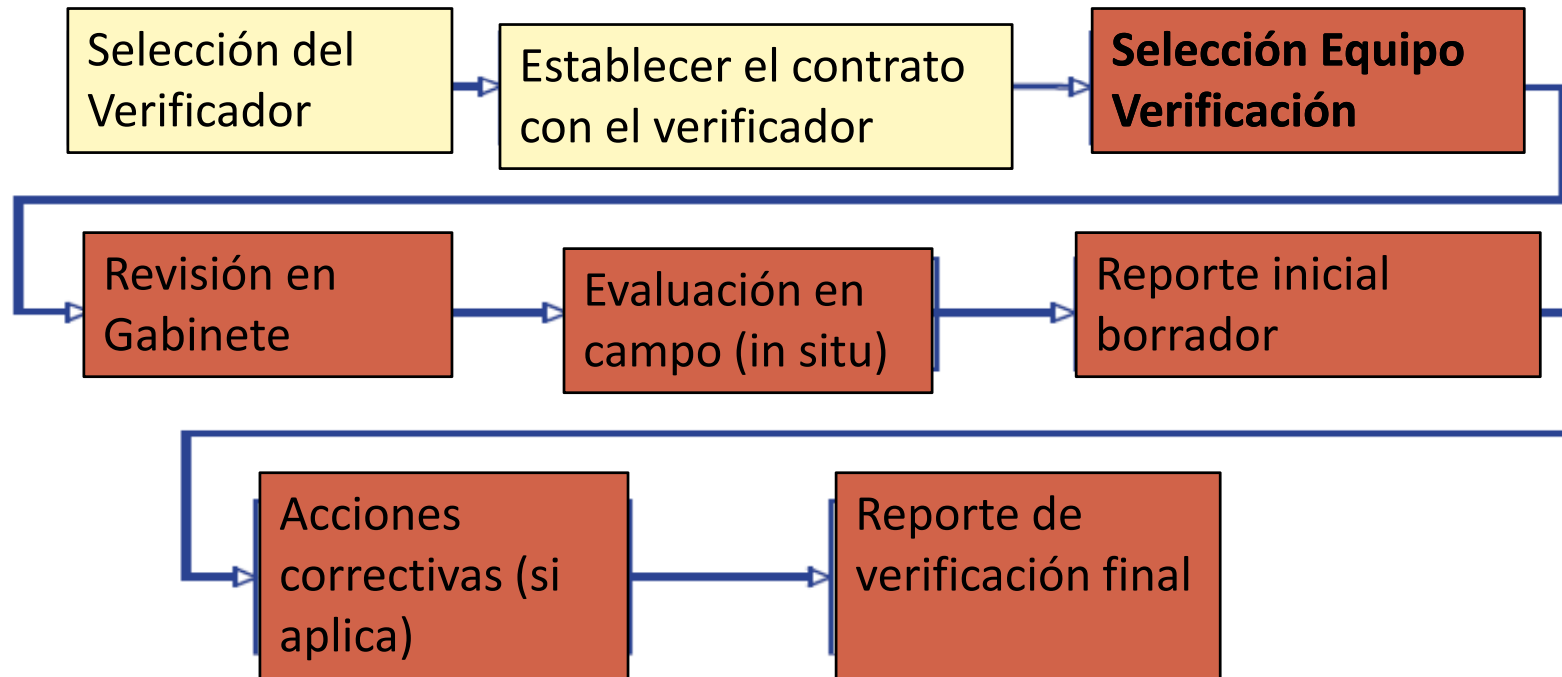 Selección del
Verificador
Establecer el contrato
con el verificador
Selección Equipo
Verificación
Revisión en
Gabinete
Evaluación en
campo (in situ)
Reporte inicial
borrador
Acciones
correctivas (si
aplica)
Reporte de
verificación final